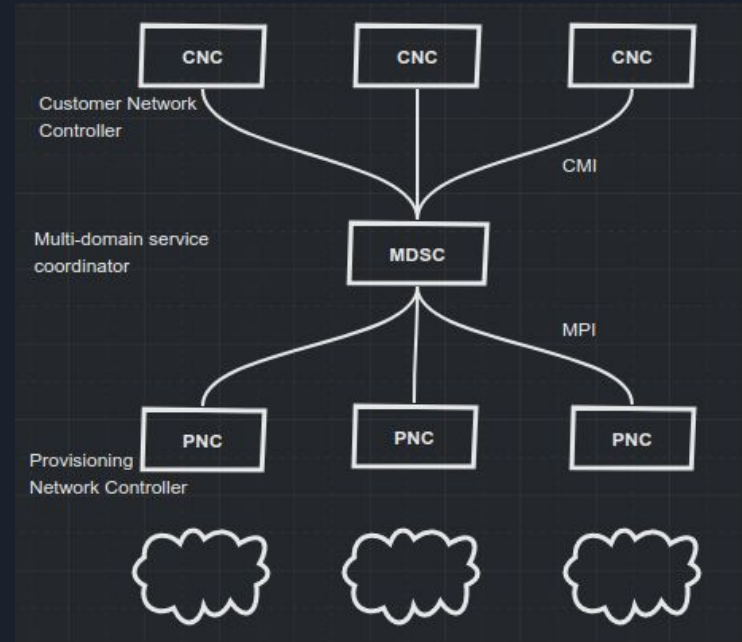 CNC
CNC
CNC
Customer Network
Controller
CMI
Multi-domain service
coordinator
MDSC
MPI
PNC
PNC
PNC
Provisioning
Network Controller